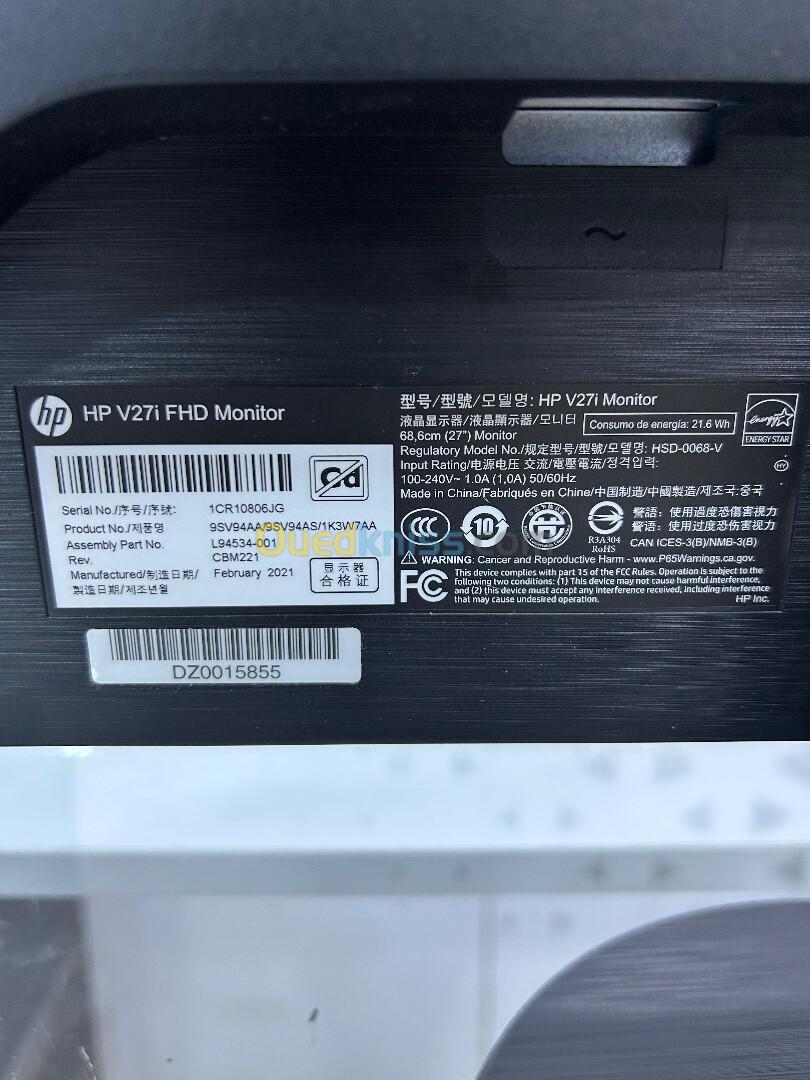 ~
hp HP V27i FHD Monitor
Cd
Serial No./序号/序號: 1CR10806JG
Product No./제품명 9SV94AA/9SV94AS/1K3W7AA
Assembly Part No. L94534-001
Rev. CBM221
Manufactured/制造日期/ February 2021
製造日期/제조년월
显示器
合格证
型号/型號/모델명: HP V27i Monitor
液晶显示器/液晶顯示器/모니터
Consumo de energía: 21.6 Wh
energy
ENERGY STAR
68,6cm (27") Monitor
Regulatory Model No./规定型号/型號/모델명: HSD-0068-V
Input Rating/电源电压 交流/電壓電流/정격입력:
HY
100-240V~ 1.0A (1,0A) 50/60Hz
Made in China/Fabriqués en Chine/中国制造/中國製造/제조국:중국
CCC
10
R3A304
RoHS
警語: 使用過度恐傷害視力
警语: 使用过度恐伤害视力
CAN ICES-3(B)/NMB-3(B)
WARNING: Cancer and Reproductive Harm - www.P65Warnings.ca.gov.
FC
This device complies with part 15 of the FCC Rules. Operation is subject to the
following two conditions: (1) This device may not cause harmful interference,
and (2) this device must accept any interference received, including interference
that may cause undesired operation.
HP Inc.
DZ0015855
Ouedkniss.com